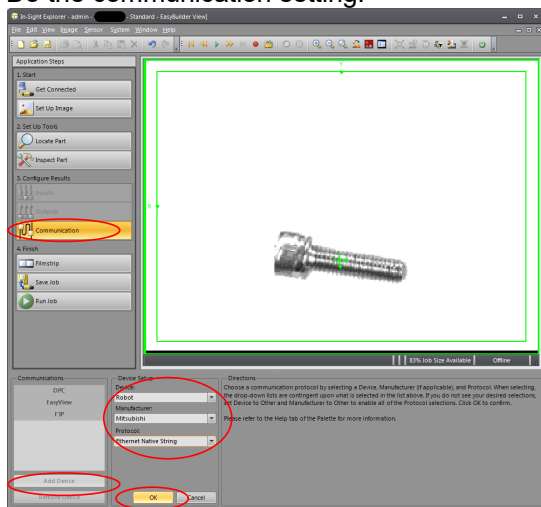 Do the communication setting.
In-Sight Explorer - admin - - Standard - EasyBuilder View]
File Edit View Image Sensor System Window Help
Application Steps
1. Start
Get Connected
Set Up Image
2. Set Up Tools
Locate Part
Inspect Part
3. Configure Results
Inputs
Outputs
Communication
4. Finish
Filmstrip
Save Job
Run Job
Y
X
83% Job Size Available Offline
Communications
OPC
EasyView
FTP
Add Device
Remove Device
Device Setup
Device:
Robot
Manufacturer:
Mitsubishi
Protocol:
Ethernet Native String
OK Cancel
Directions
Choose a communication protocol by selecting a Device, Manufacturer (if applicable), and Protocol. When selecting,
the drop-down lists are contingent upon what is selected in the list above. If you do not see your desired selections,
set Device to Other and Manufacturer to Other to enable all of the Protocol selections. Click OK to confirm.
Please refer to the Help tab of the Palette for more information.